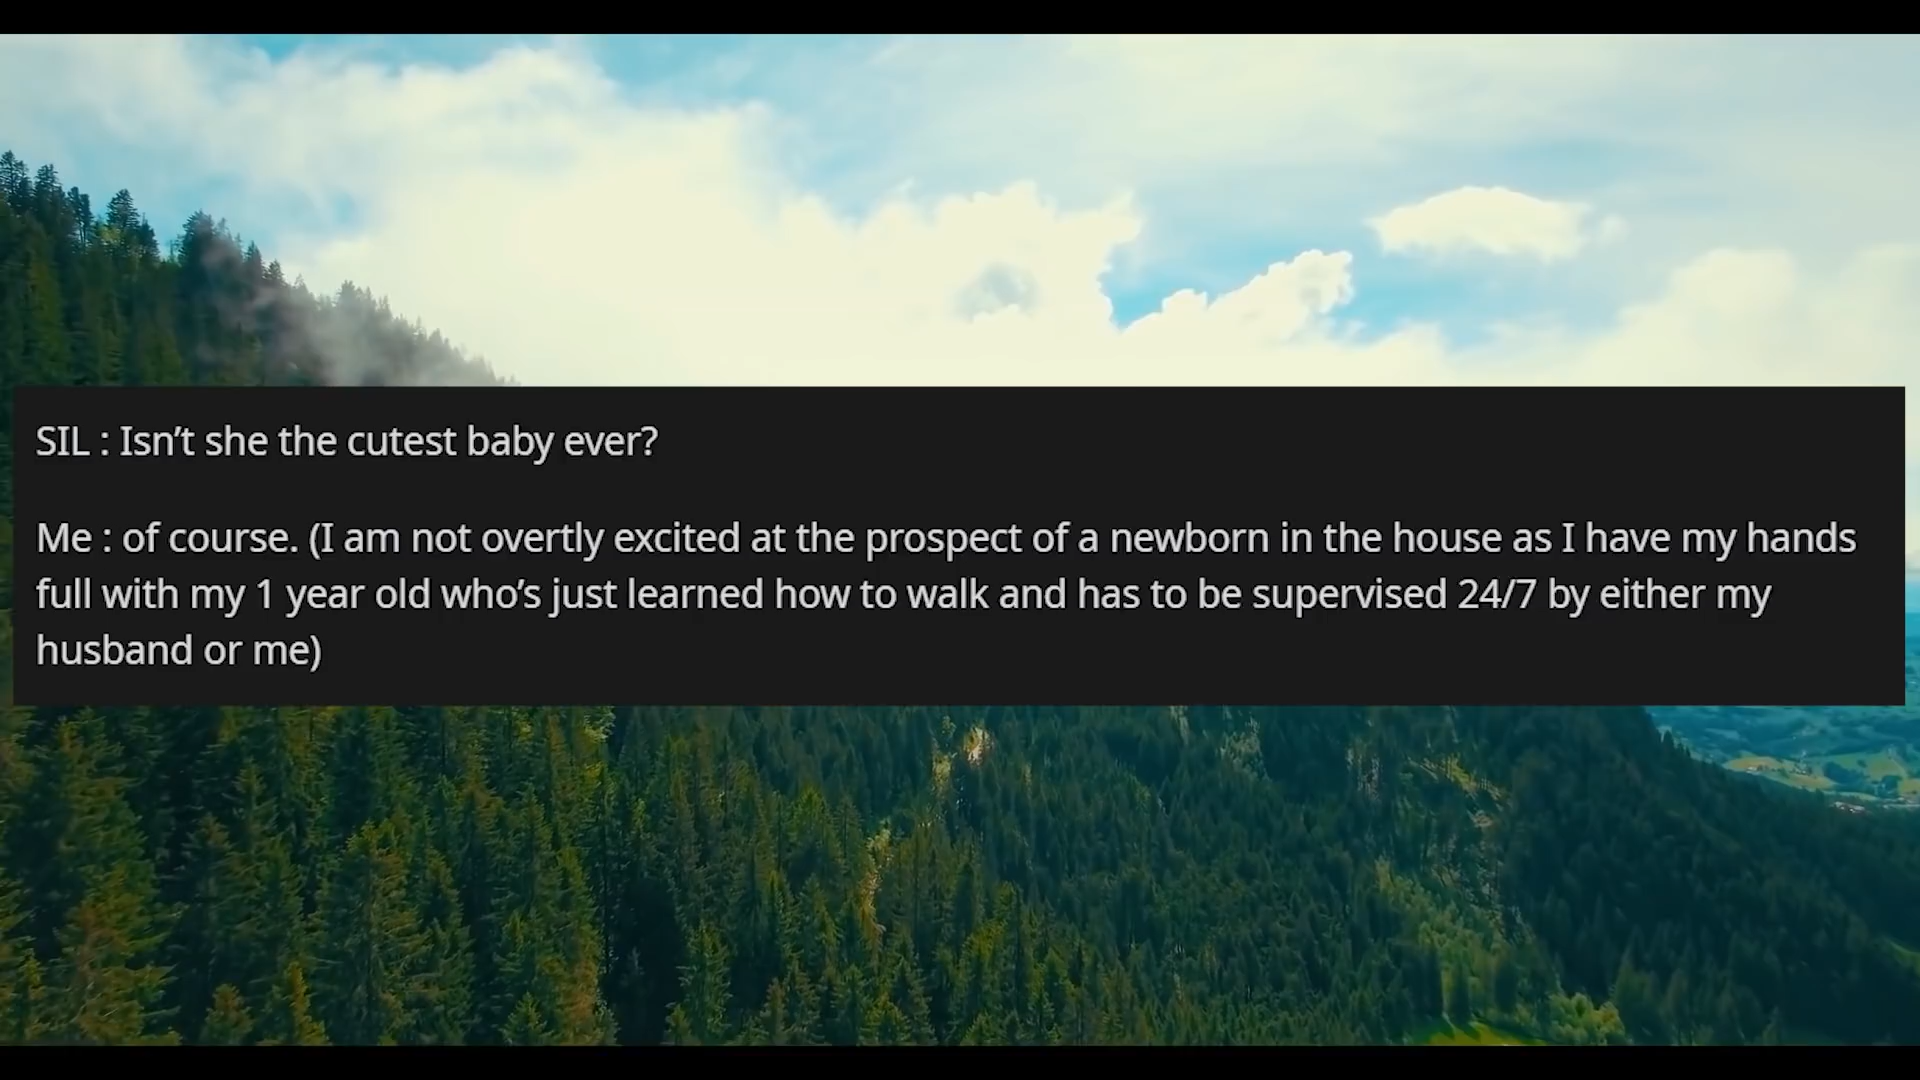 SIL : Isn’t she the cutest baby ever?
Me : of course. (I am not overtly excited at the prospect of a newborn in the house as I have my hands
full with my 1 year old who’s just learned how to walk and has to be supervised 24/7 by either my
husband or me)